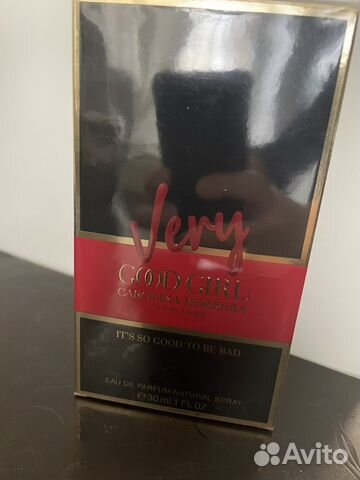 Very
GOOD GIRL
CAROLINA HERRERA
NEW YORK
IT'S SO GOOD TO BE BAD
EAU DE PARFUM NATURAL SPRAY
℮ 30 ml 1 FL OZ
Avito